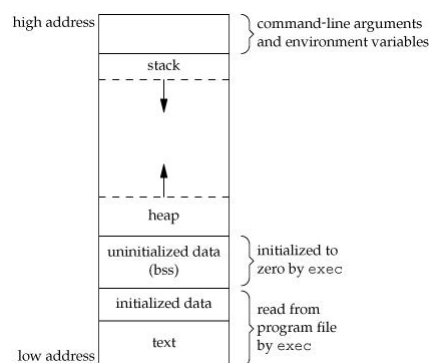 high address
command-line arguments
and environment variables
stack
heap
uninitialized data
(bss)
initialized to
zero by exec
initialized data
read from
program file
by exec
text
low address